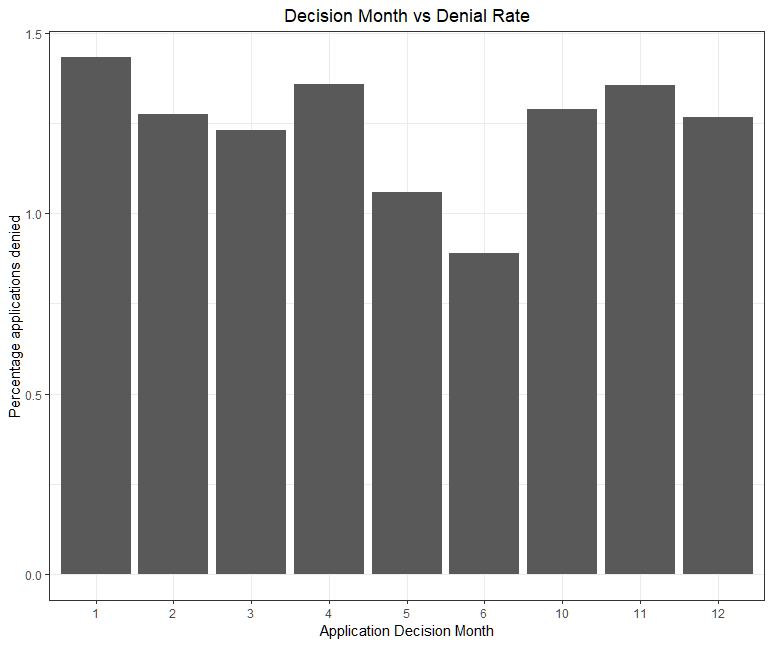 Decision Month vs Denial Rate
Percentage applications denied
1.5
1.0
0.5
0.0
1 2 3 4 5 6 10 11 12
Application Decision Month